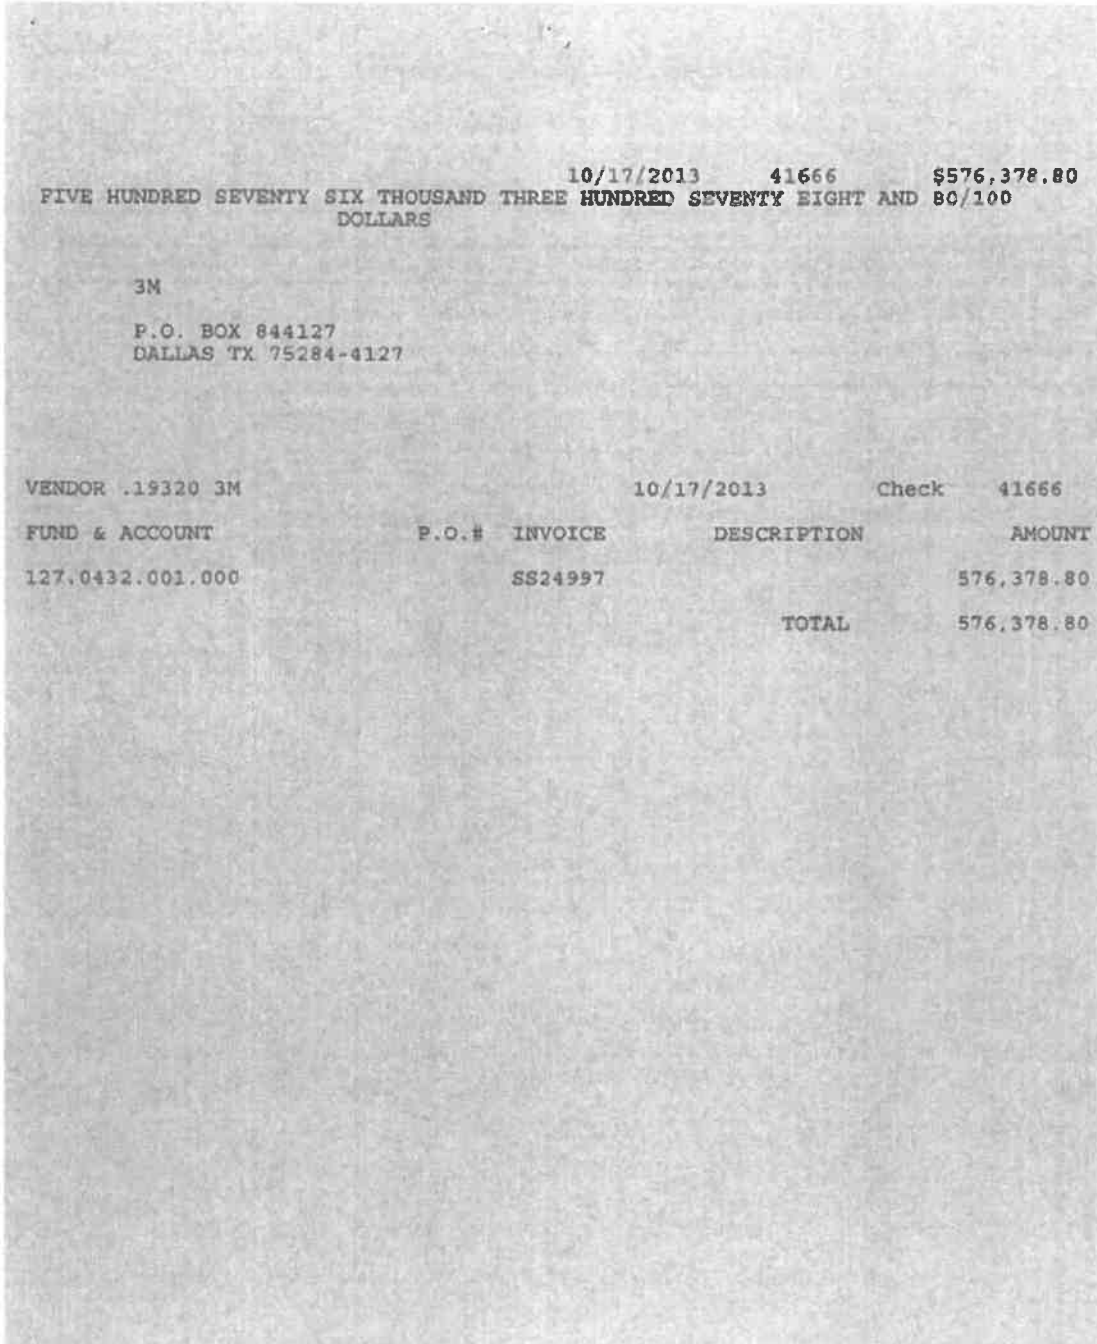 10/17/2013 41666 $576,378.80
FIVE HUNDRED SEVENTY SIX THOUSAND THREE HUNDRED SEVENTY EIGHT AND 80/100
DOLLARS
3M
P.O. BOX 844127
DALLAS TX 75284-4127
VENDOR .19320 3M 10/17/2013 Check 41666
FUND & ACCOUNT P.O.# INVOICE DESCRIPTION AMOUNT
127.0432.001.000 SS24997 576,378.80
TOTAL 576,378.80